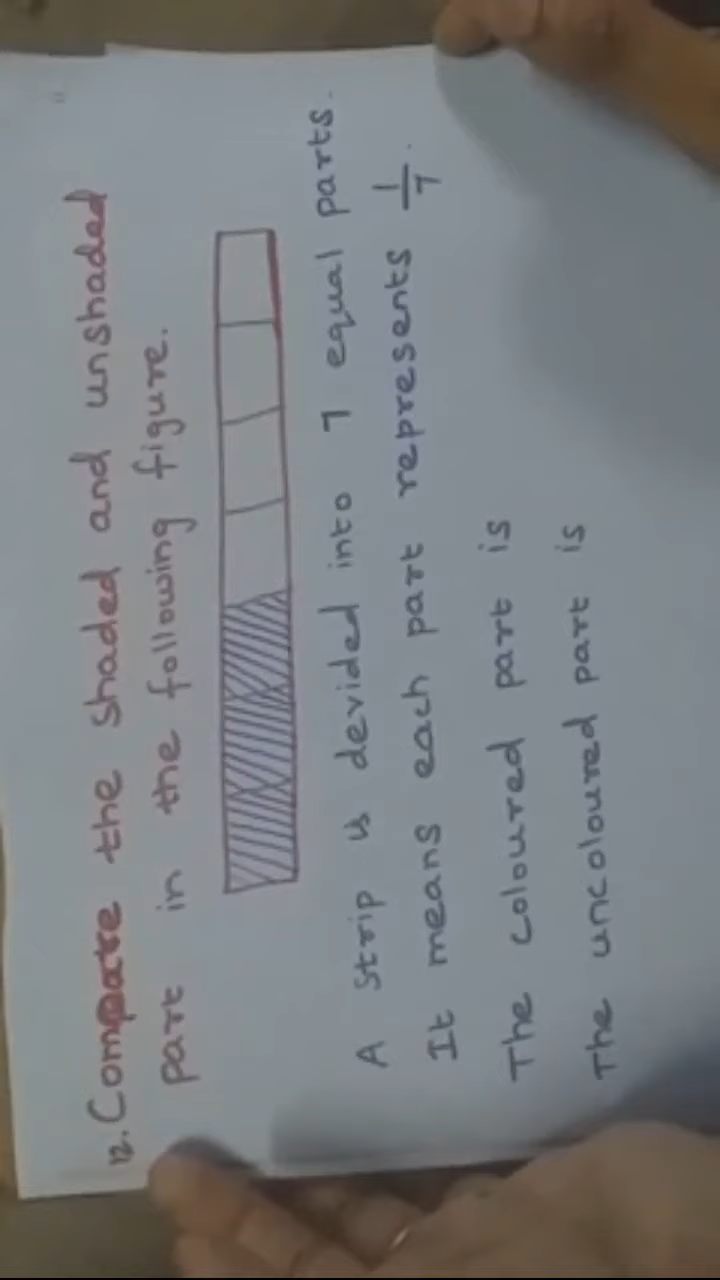 12. Compare the shaded and unshaded
part in the following figure.
A strip is devided into 7 equal parts.
It means each part represents 1/7.
The coloured part is
The uncoloured part is